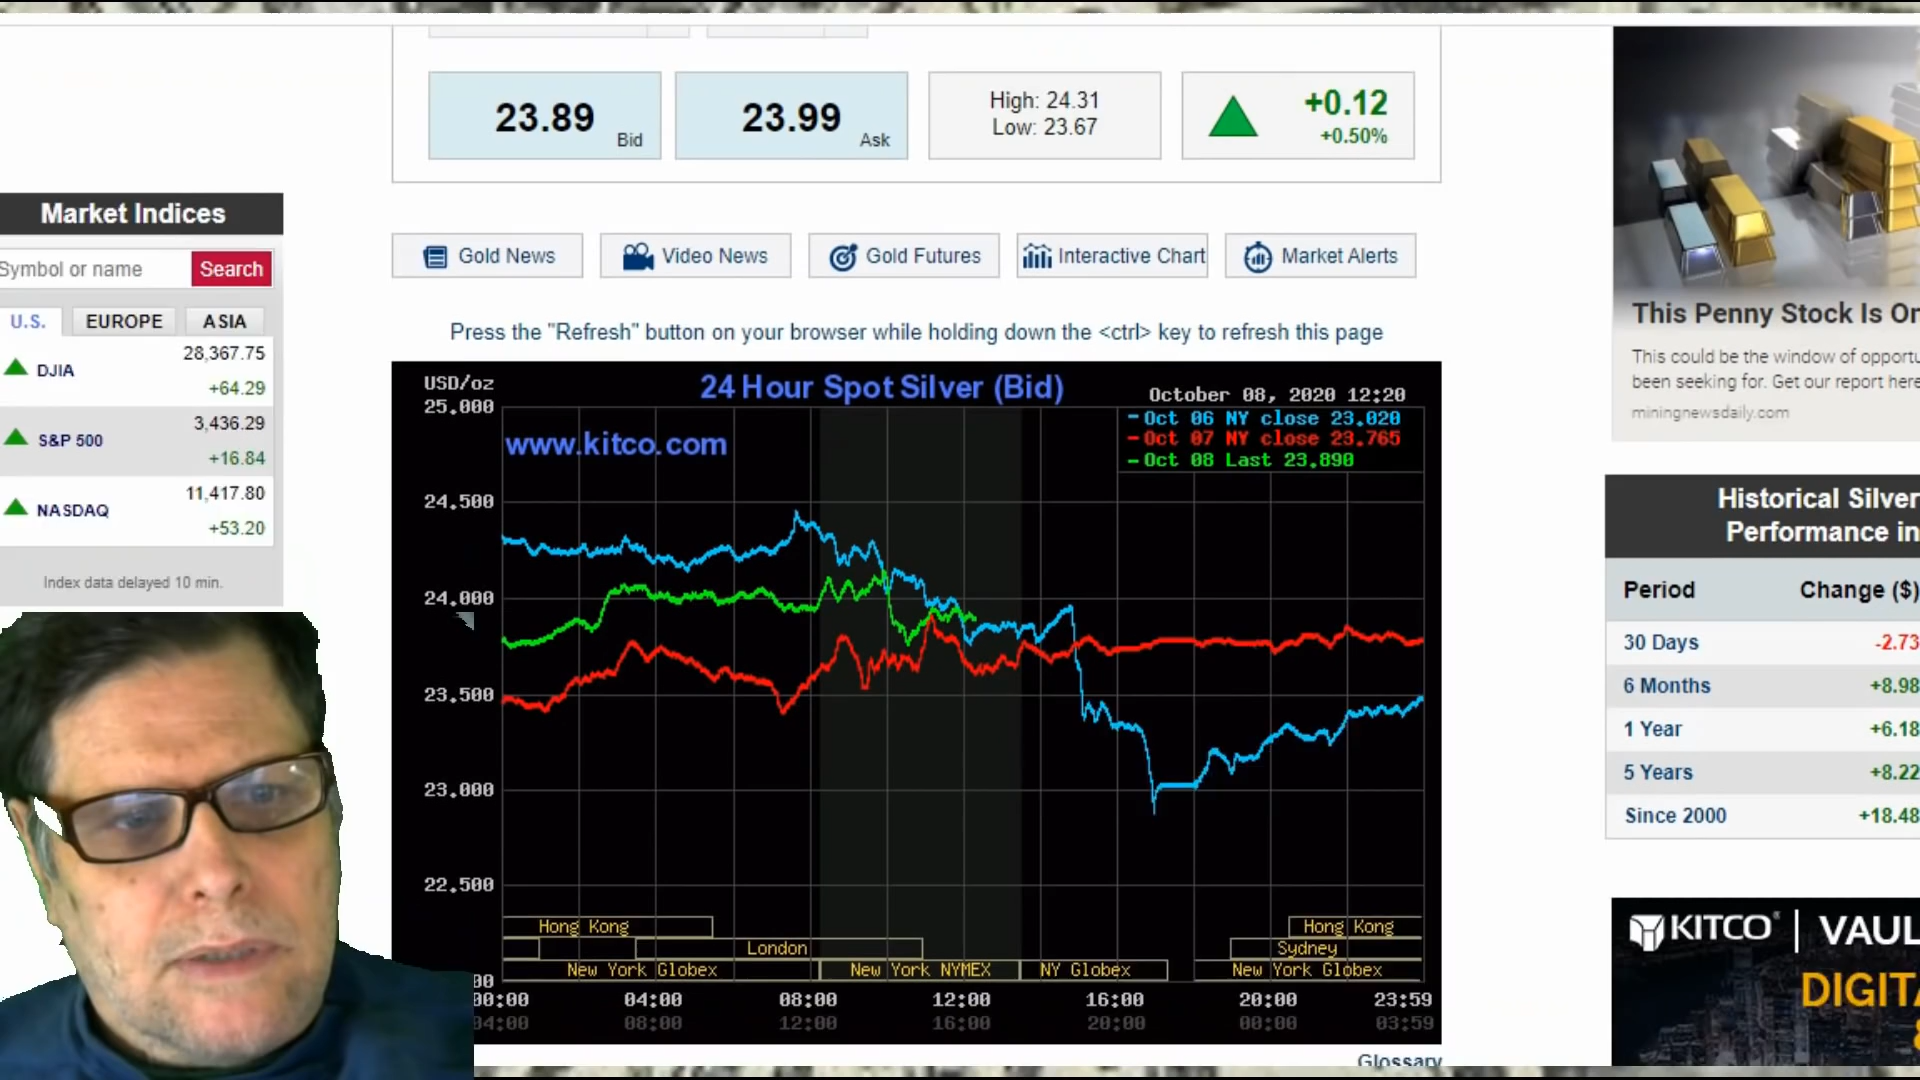 23.89 Bid
23.99 Ask
High: 24.31
Low: 23.67
+0.12
+0.50%
Market Indices
Symbol or name
Search
U.S. EUROPE ASIA
DJIA 28,367.75
+64.29
S&P 500 3,436.29
+16.84
NASDAQ 11,417.80
+53.20
Index data delayed 10 min.
Gold News
Video News
Gold Futures
Interactive Chart
Market Alerts
Press the "Refresh" button on your browser while holding down the <ctrl> key to refresh this page
USD/oz
24 Hour Spot Silver (Bid)
October 08, 2020 12:20
www.kitco.com
Oct 06 NY close 23.020
Oct 07 NY close 23.765
Oct 08 Last 23.890
25.000
24.500
24.000
23.500
23.000
22.500
00
Hong Kong Hong Kong
London Sydney
New York Globex New York NYMEX NY Globex New York Globex
00:00 04:00 08:00 12:00 16:00 20:00 23:59
04:00 08:00 12:00 16:00 20:00 00:00 03:59
Glossary
This Penny Stock Is On
This could be the window of opportu
been seeking for. Get our report here
miningnewsdaily.com
Historical Silver
Performance in
Period Change ($)
30 Days -2.73
6 Months +8.98
1 Year +6.18
5 Years +8.22
Since 2000 +18.48
KITCO® | VAUL
DIGITA
&